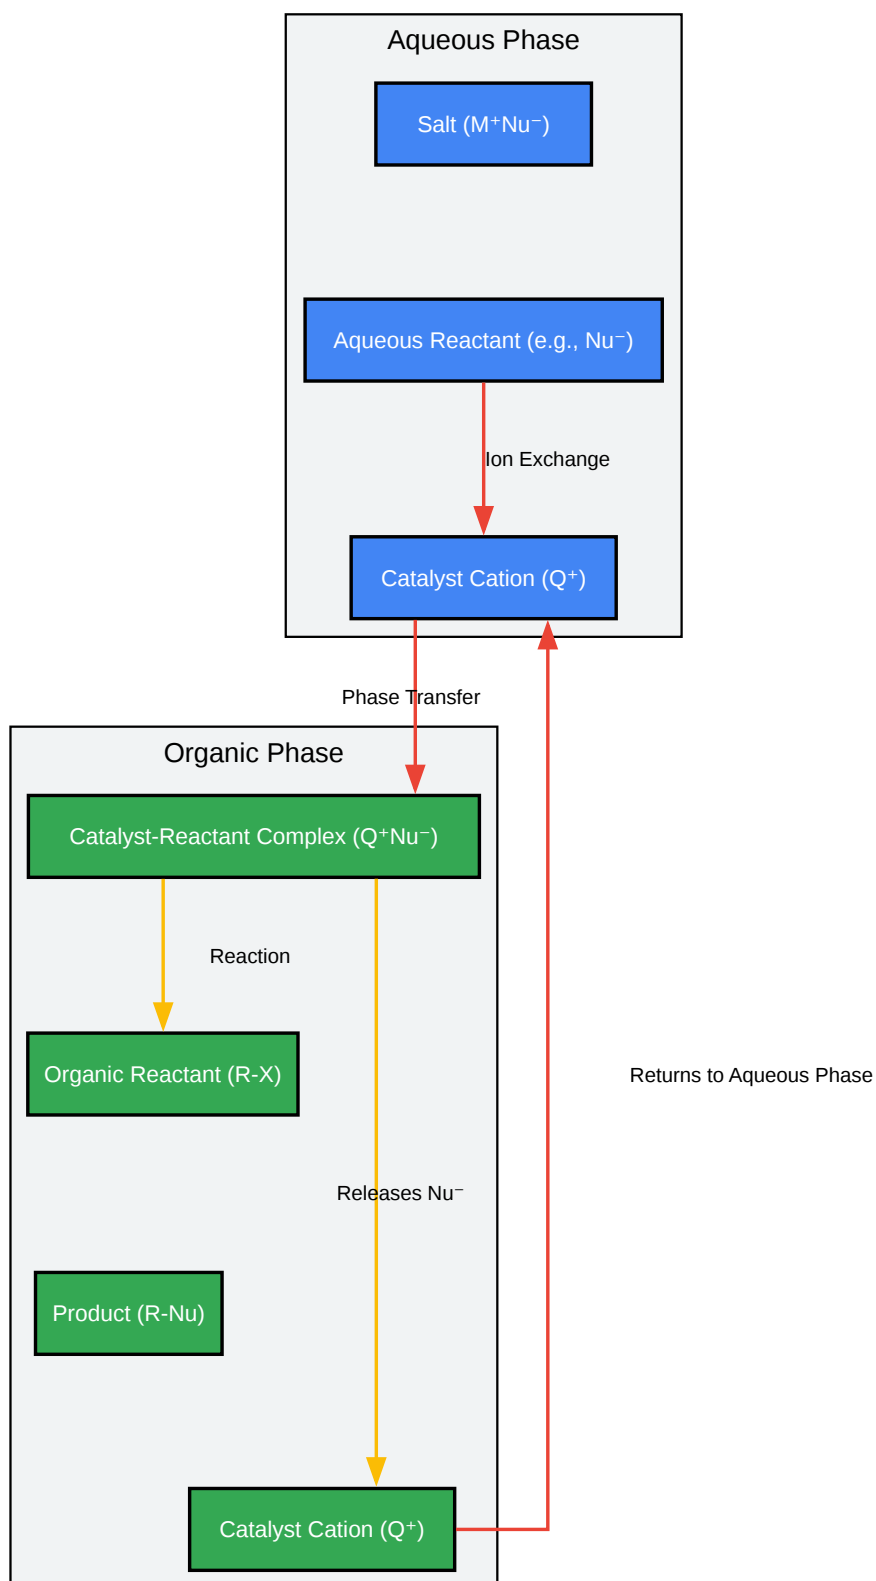 Aqueous Phase
Salt (M⁺Nu⁻)
Aqueous Reactant (e.g., Nu⁻)
Ion Exchange
Catalyst Cation (Q⁺)
Phase Transfer
Organic Phase
Catalyst-Reactant Complex (Q⁺Nu⁻)
Reaction
Organic Reactant (R-X)
Returns to Aqueous Phase
Releases Nu⁻
Product (R-Nu)
Catalyst Cation (Q⁺)